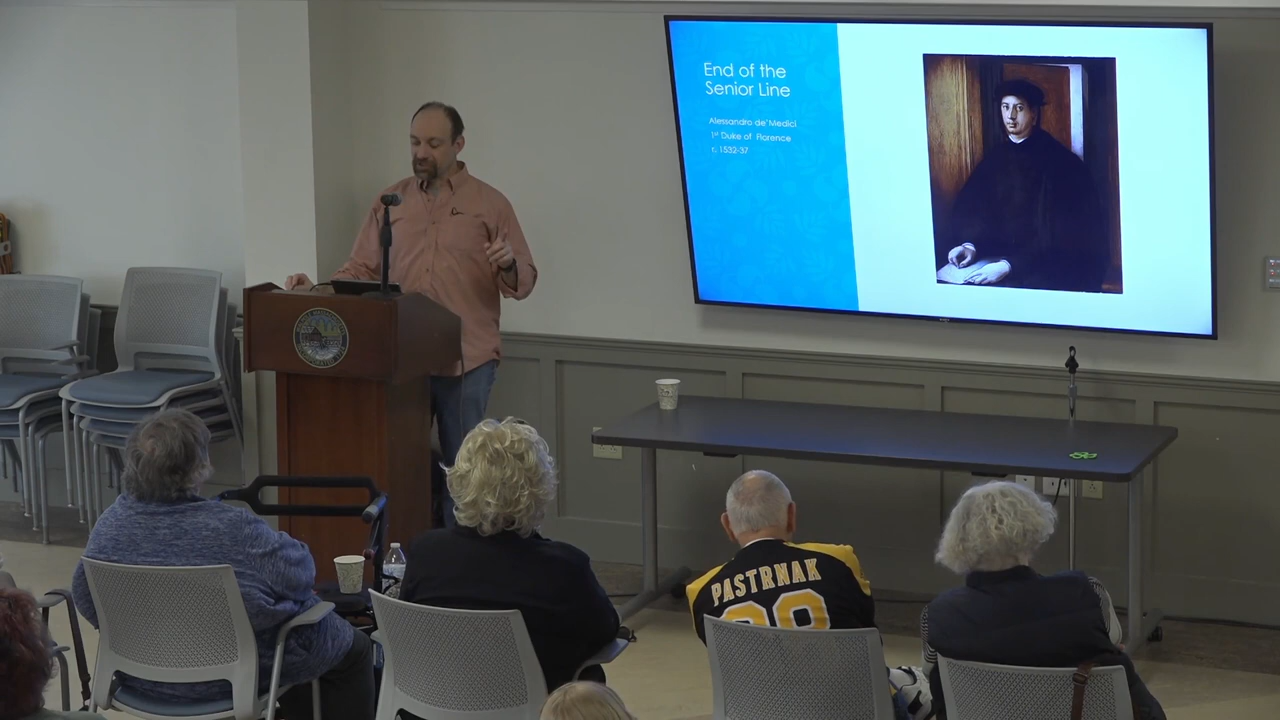 End of the
Senior Line
Alessandro de'Medici
1st Duke of Florence
r. 1532-37
PASTRNAK